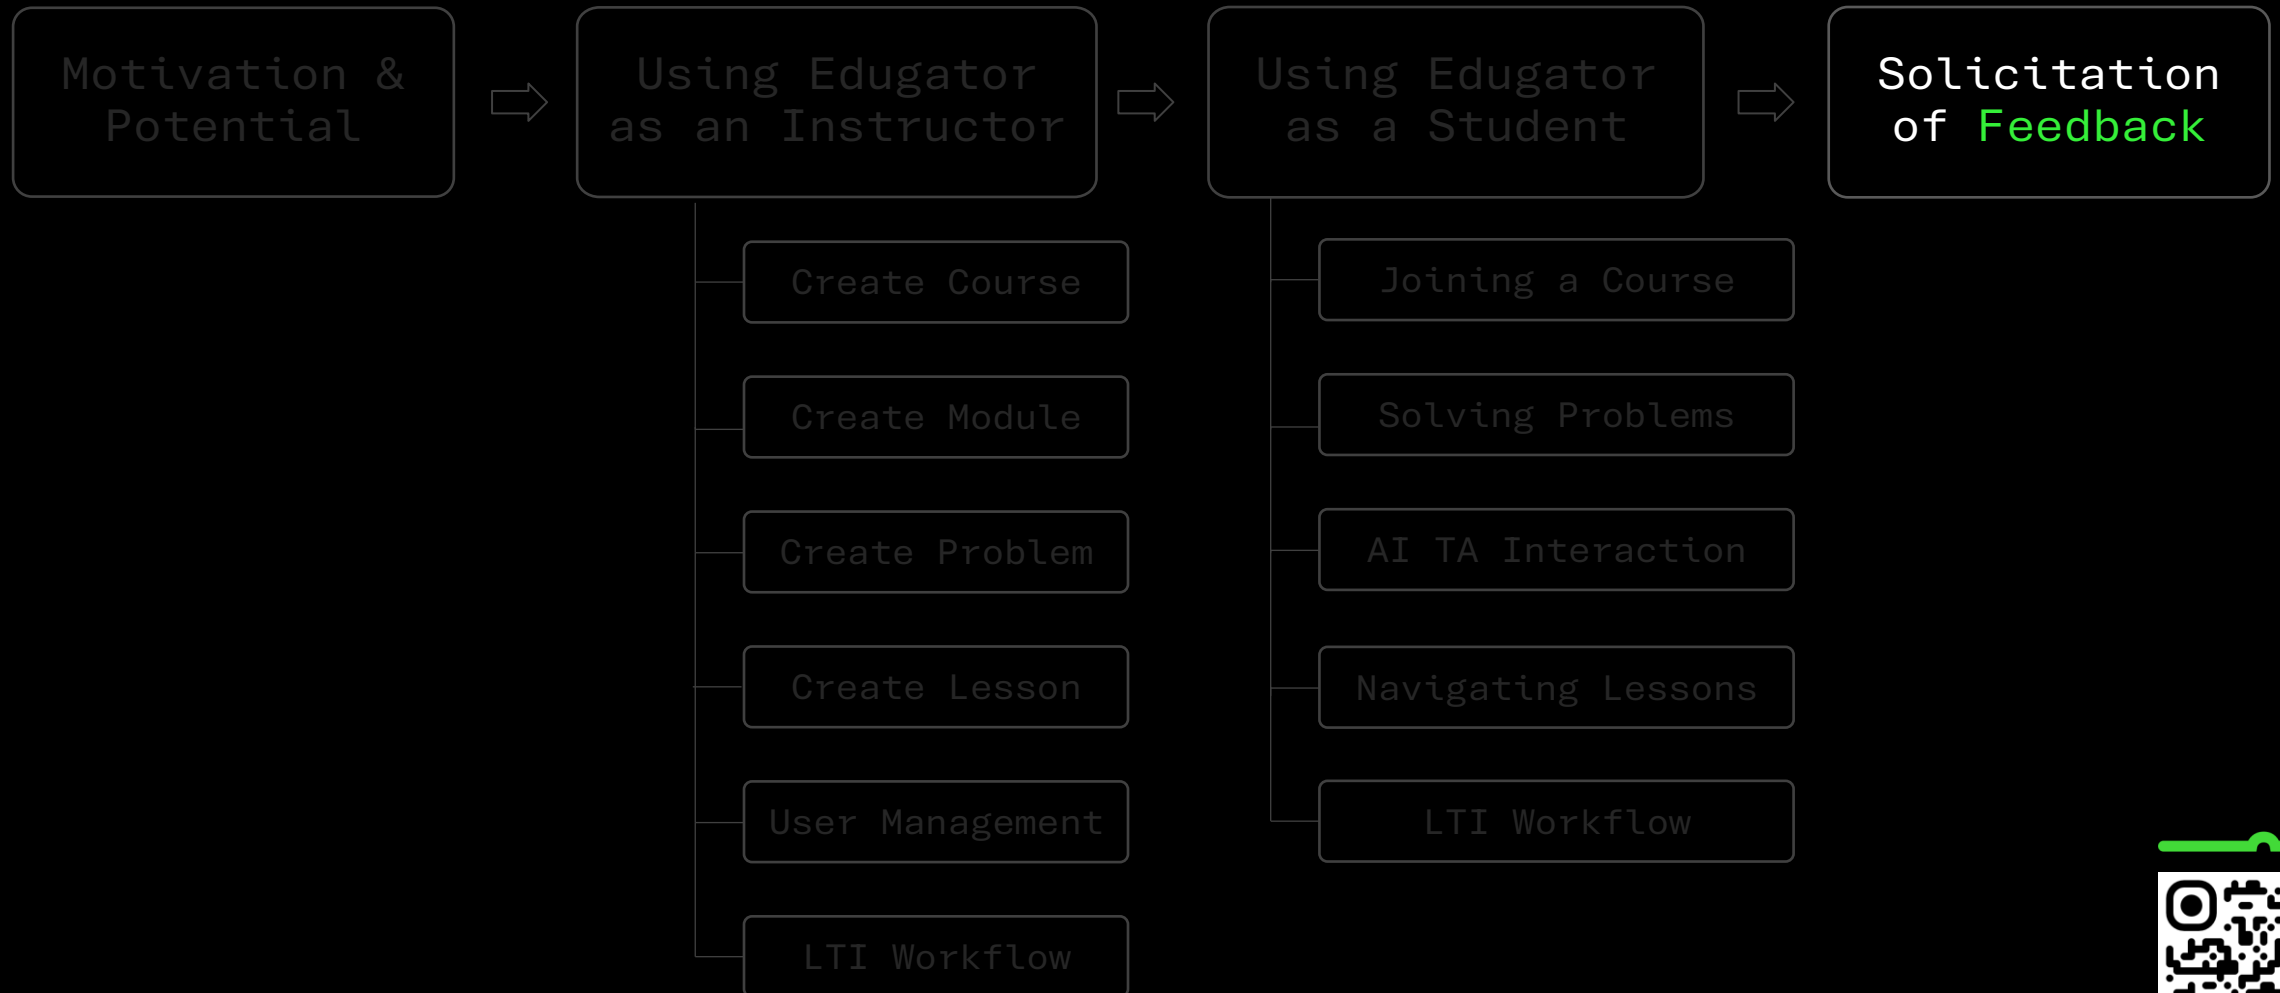 Motivation &
Potential
Using Edugator
as an Instructor
Using Edugator
as a Student
Solicitation
of Feedback
Create Course
Create Module
Create Problem
Create Lesson
User Management
LTI Workflow
Joining a Course
Solving Problems
AI TA Interaction
Navigating Lessons
LTI Workflow